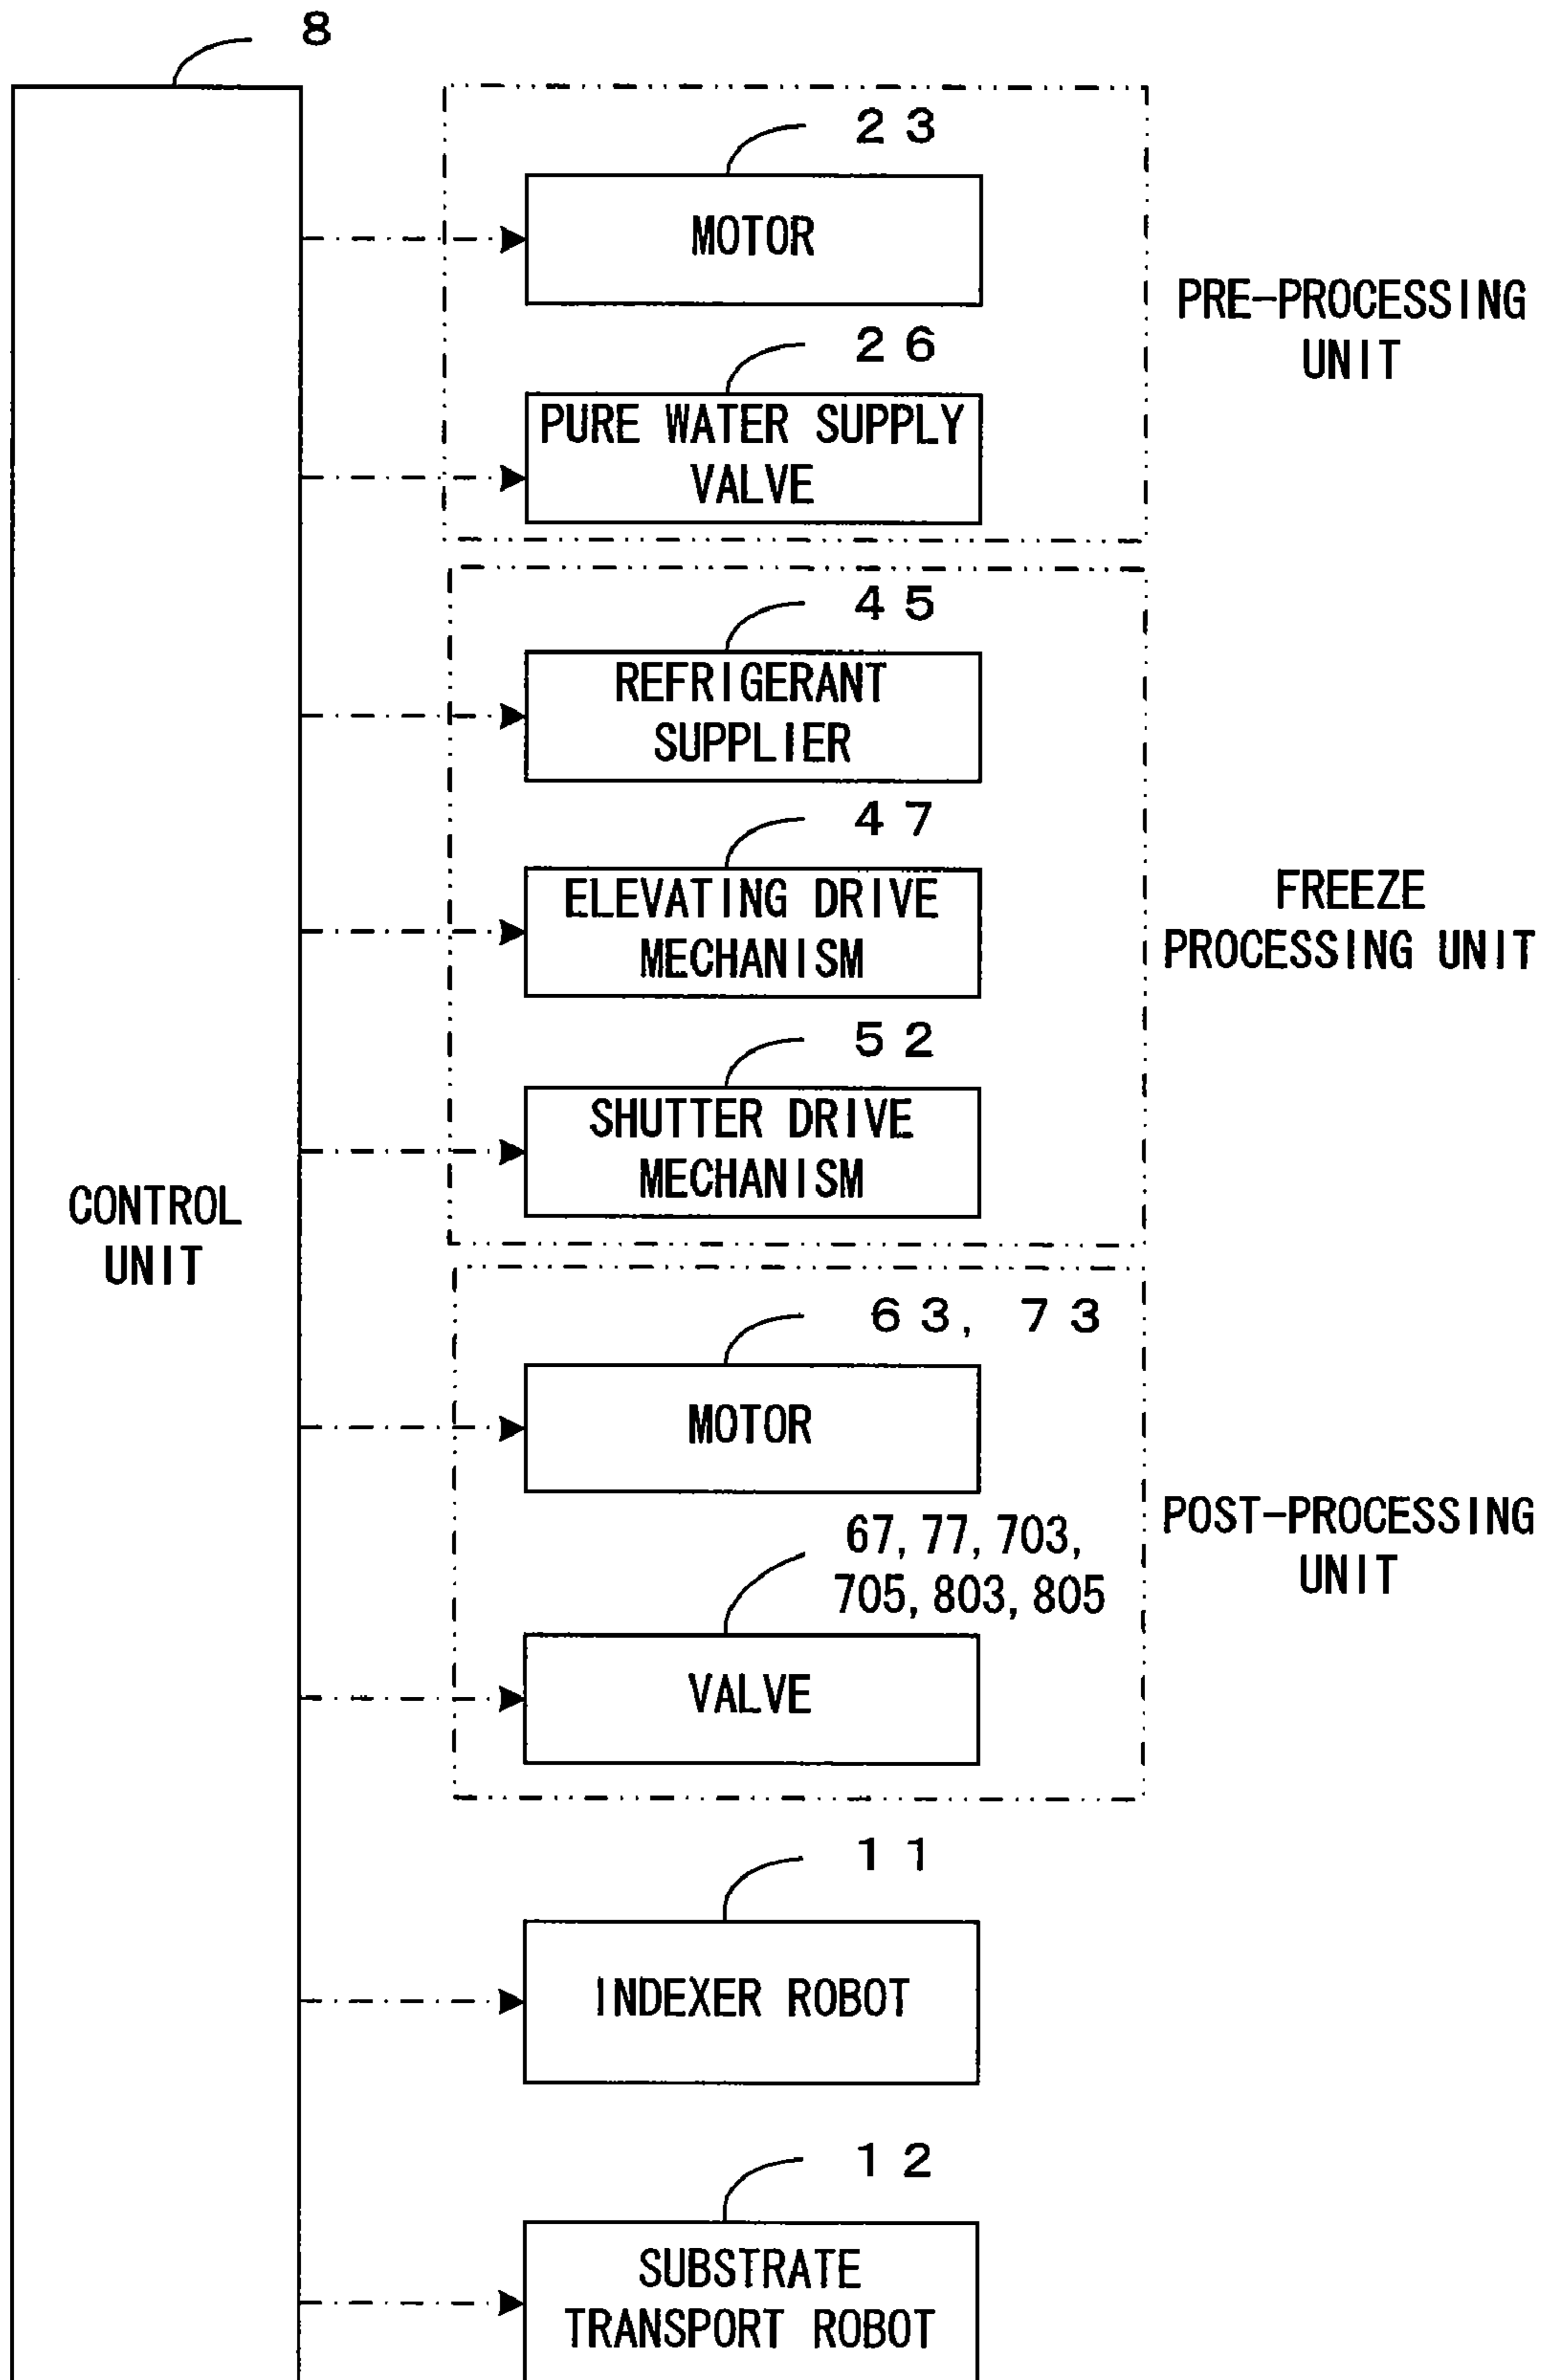 8
23
MOTOR
PRE-PROCESSING
UNIT
26
PURE WATER SUPPLY
VALVE
45
REFRIGERANT
SUPPLIER
47
ELEVATING DRIVE
MECHANISM
FREEZE
PROCESSING UNIT
52
SHUTTER DRIVE
MECHANISM
CONTROL
UNIT
63, 73
MOTOR
67, 77, 703,
705, 803, 805
VALVE
POST-PROCESSING
UNIT
11
INDEXER ROBOT
12
SUBSTRATE
TRANSPORT ROBOT